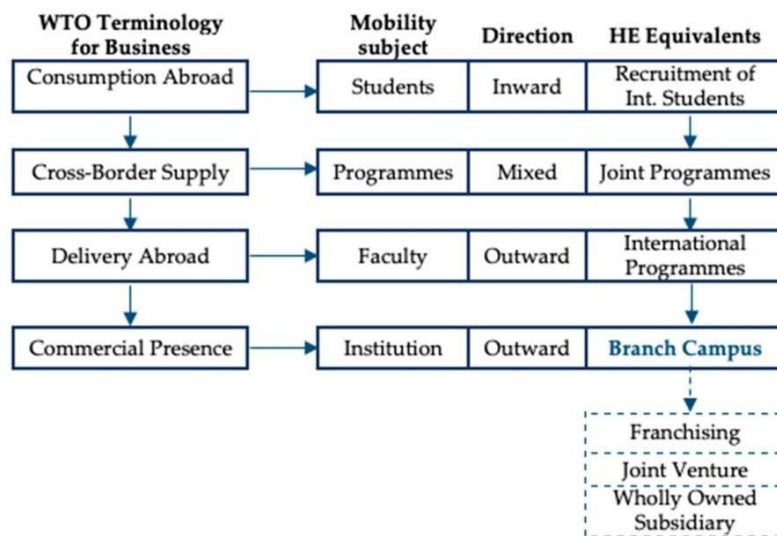 WTO Terminology for Business
Mobility subject
Direction
HE Equivalents
Consumption Abroad
Students
Inward
Recruitment of Int. Students
Cross-Border Supply
Programmes
Mixed
Joint Programmes
Delivery Abroad
Faculty
Outward
International Programmes
Commercial Presence
Institution
Outward
Branch Campus
Franchising
Joint Venture
Wholly Owned Subsidiary